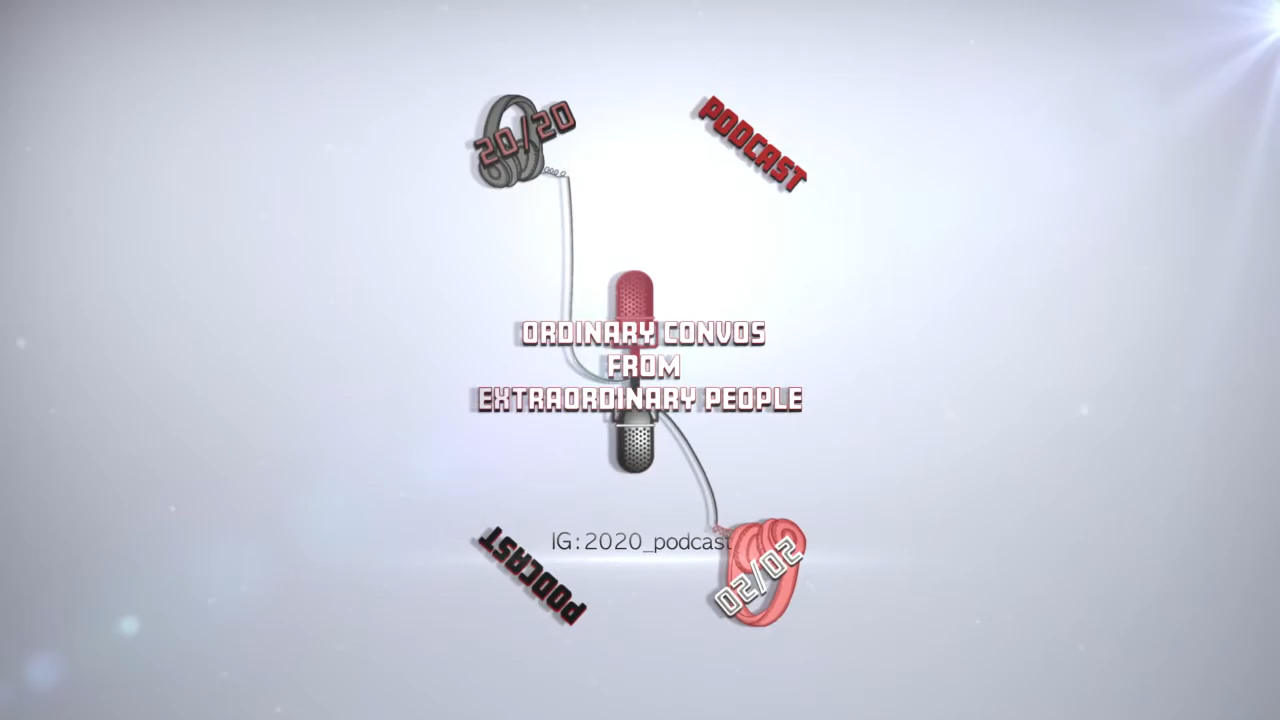 20/20
PODCAST
ORDINARY CONVOS
FROM
EXTRAORDINARY PEOPLE
IG:2020_podcast
PODCAST
20/20